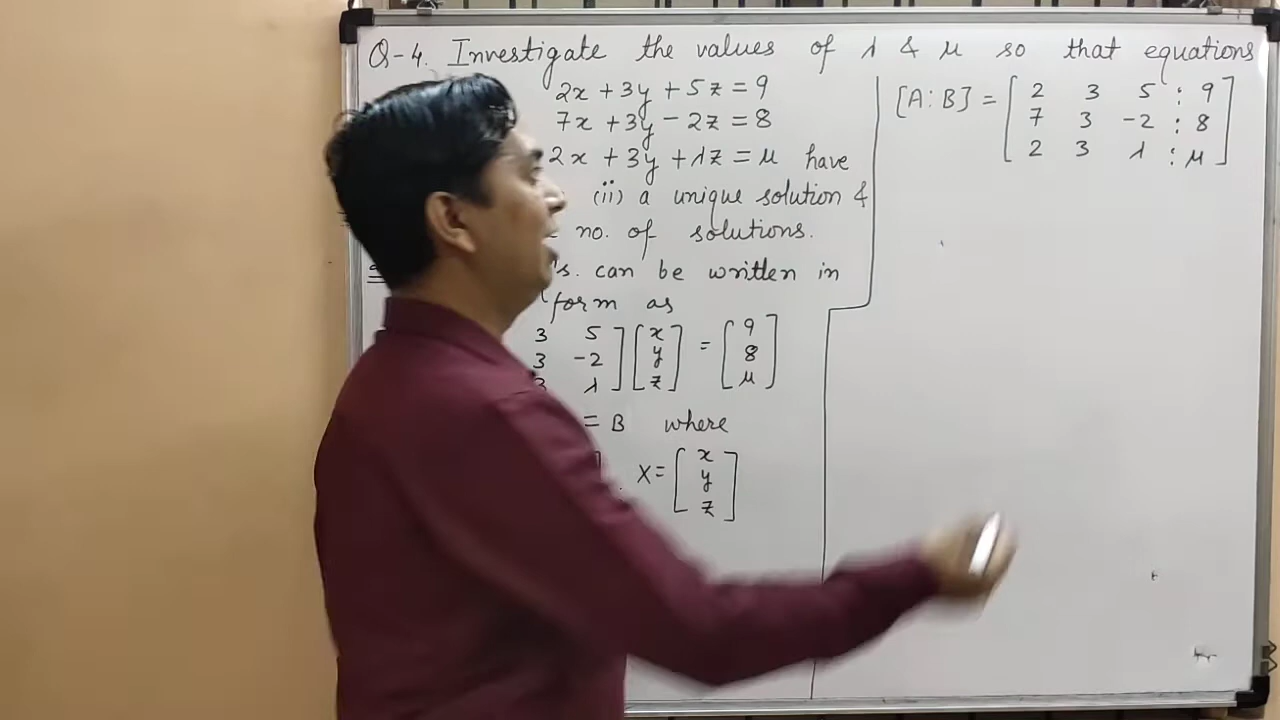 Q-4. Investigate the values of λ & μ so that equations
2x + 3y + 5z = 9
7x + 3y - 2z = 8
2x + 3y + λz = μ have
(ii) a unique solution &
no. of solutions.
can be written in
form as
3 5 [x = [9
3 -2 y 8
λ] z] μ]
= B where
X = [x
y
z]
[A : B] = [2 3 5 : 9
7 3 -2 : 8
2 3 λ : μ]